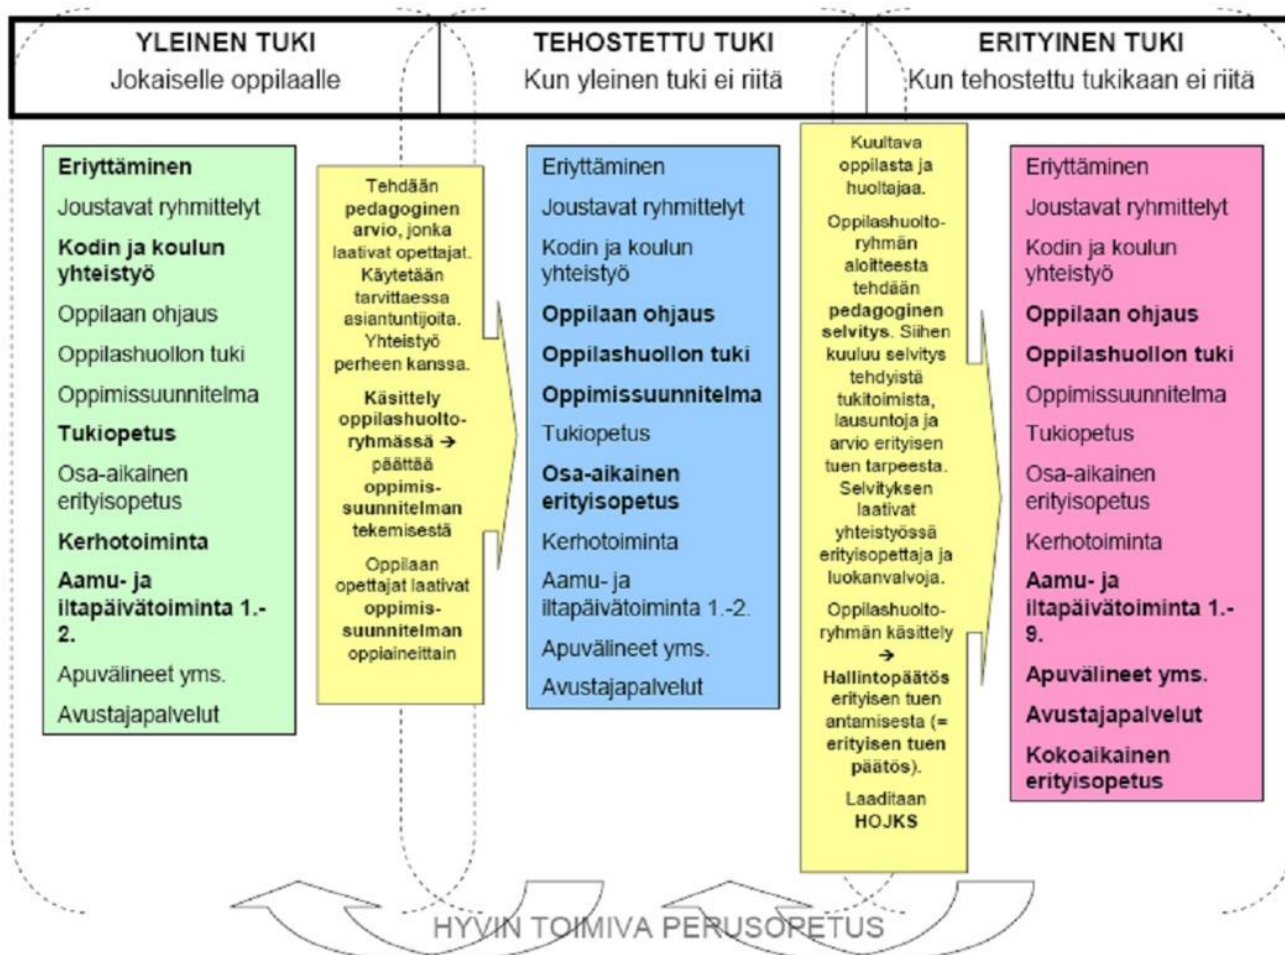 YLEINEN TUKI
Jokaiselle oppilaalle
TEHOSTETTU TUKI
Kun yleinen tuki ei riitä
ERITYINEN TUKI
Kun tehostettu tukikaan ei riitä
Eriyttäminen
Joustavat ryhmittelyt
Kodin ja koulun
yhteistyö
Oppilaan ohjaus
Oppilashuollon tuki
Oppimissuunnitelma
Tukiopetus
Osa-aikainen
erityisopetus
Kerhotoiminta
Aamu- ja
iltapäivätoiminta 1.-
2.
Apuvälineet yms.
Avustajapalvelut
Tehdään
pedagoginen
arvio, jonka
laativat opettajat.
Käytetään
tarvittaessa
asiantuntijoita.
Yhteistyö
perheen kanssa.
Käsittely
oppilashuolto-
ryhmässä →
päättää
oppimis-
suunnitelman
tekemisestä
Oppilaan
opettajat laativat
oppimis-
suunnitelman
oppiaineittain
Eriyttäminen
Joustavat ryhmittelyt
Kodin ja koulun
yhteistyö
Oppilaan ohjaus
Oppilashuollon tuki
Oppimissuunnitelma
Tukiopetus
Osa-aikainen
erityisopetus
Kerhotoiminta
Aamu- ja
iltapäivätoiminta 1.-2.
Apuvälineet yms.
Avustajapalvelut
Kuultava
oppilasta ja
huoltajaa.
Oppilashuolto-
ryhmän
aloitteesta
tehdään
pedagoginen
selvitys. Siihen
kuuluu selvitys
tehdyistä
tukitoimista,
lausuntoja ja
arvio erityisen
tuen tarpeesta.
Selvityksen
laativat
yhteistyössä
erityisopettaja ja
luokanvalvoja.
Oppilashuolto-
ryhmän käsittely
→
Hallintopäätös
erityisen tuen
antamisesta (=
erityisen tuen
päätös).
Laaditaan
HOJKS
Eriyttäminen
Joustavat ryhmittelyt
Kodin ja koulun
yhteistyö
Oppilaan ohjaus
Oppilashuollon tuki
Oppimissuunnitelma
Tukiopetus
Osa-aikainen
erityisopetus
Kerhotoiminta
Aamu- ja
iltapäivätoiminta 1.-
9.
Apuvälineet yms.
Avustajapalvelut
Kokoaikainen
erityisopetus
HYVIN TOIMIVA PERUSOPETUS